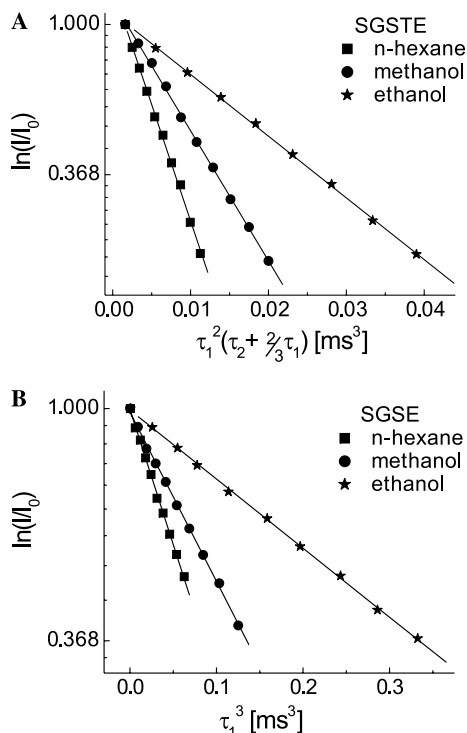 A
SGSTE
n-hexane
methanol
ethanol
1.000
0.368
ln(I/I₀)
0.00 0.01 0.02 0.03 0.04
τ₁²(τ₂+ ⅔τ₁) [ms³]
B
SGSE
n-hexane
methanol
ethanol
1.000
0.368
ln(I/I₀)
0.0 0.1 0.2 0.3
τ₁³ [ms³]